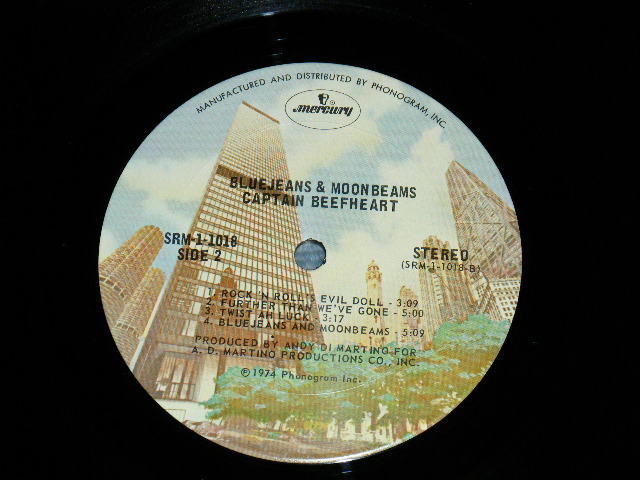 MANUFACTURED AND DISTRIBUTED BY PHONOGRAM, INC.
mercury
BLUEJEANS & MOONBEAMS
CAPTAIN BEEFHEART
SRM-1-1018
SIDE 2
STEREO
(SRM-1-1018-B)
1. ROCK 'N ROLL'S EVIL DOLL - 3:09
2. FURTHER THAN WE'VE GONE - 5:00
3. TWIST AH LUCK - 3:17
4. BLUEJEANS AND MOONBEAMS - 5:09
PRODUCED BY ANDY DI MARTINO FOR
A. D. MARTINO PRODUCTIONS CO., INC.
℗ 1974 Phonogram Inc.